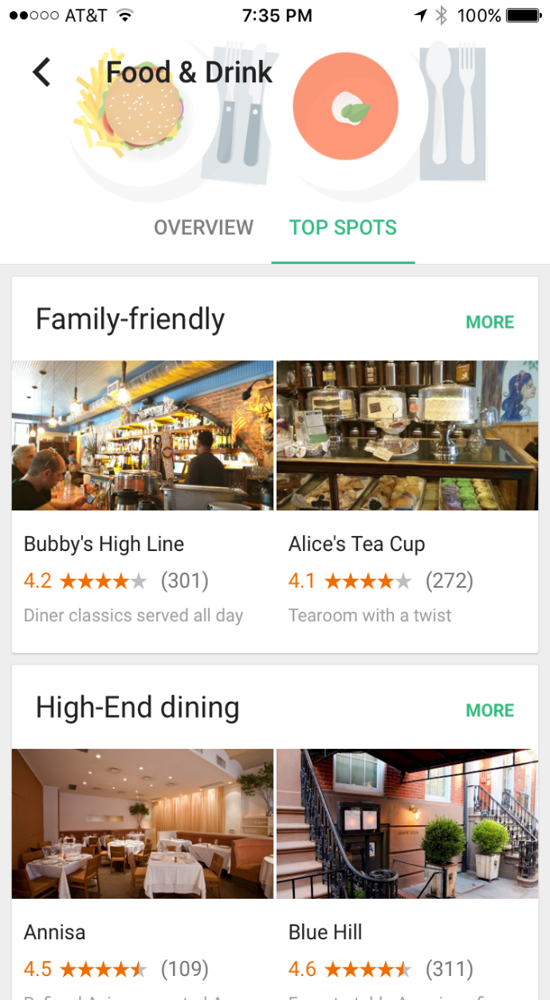 AT&T 7:35 PM 100%
Food & Drink
OVERVIEW TOP SPOTS
Family-friendly MORE
Bubby's High Line
4.2 (301)
Diner classics served all day
Alice's Tea Cup
4.1 (272)
Tearoom with a twist
High-End dining MORE
Annisa
4.5 (109)
Blue Hill
4.6 (311)